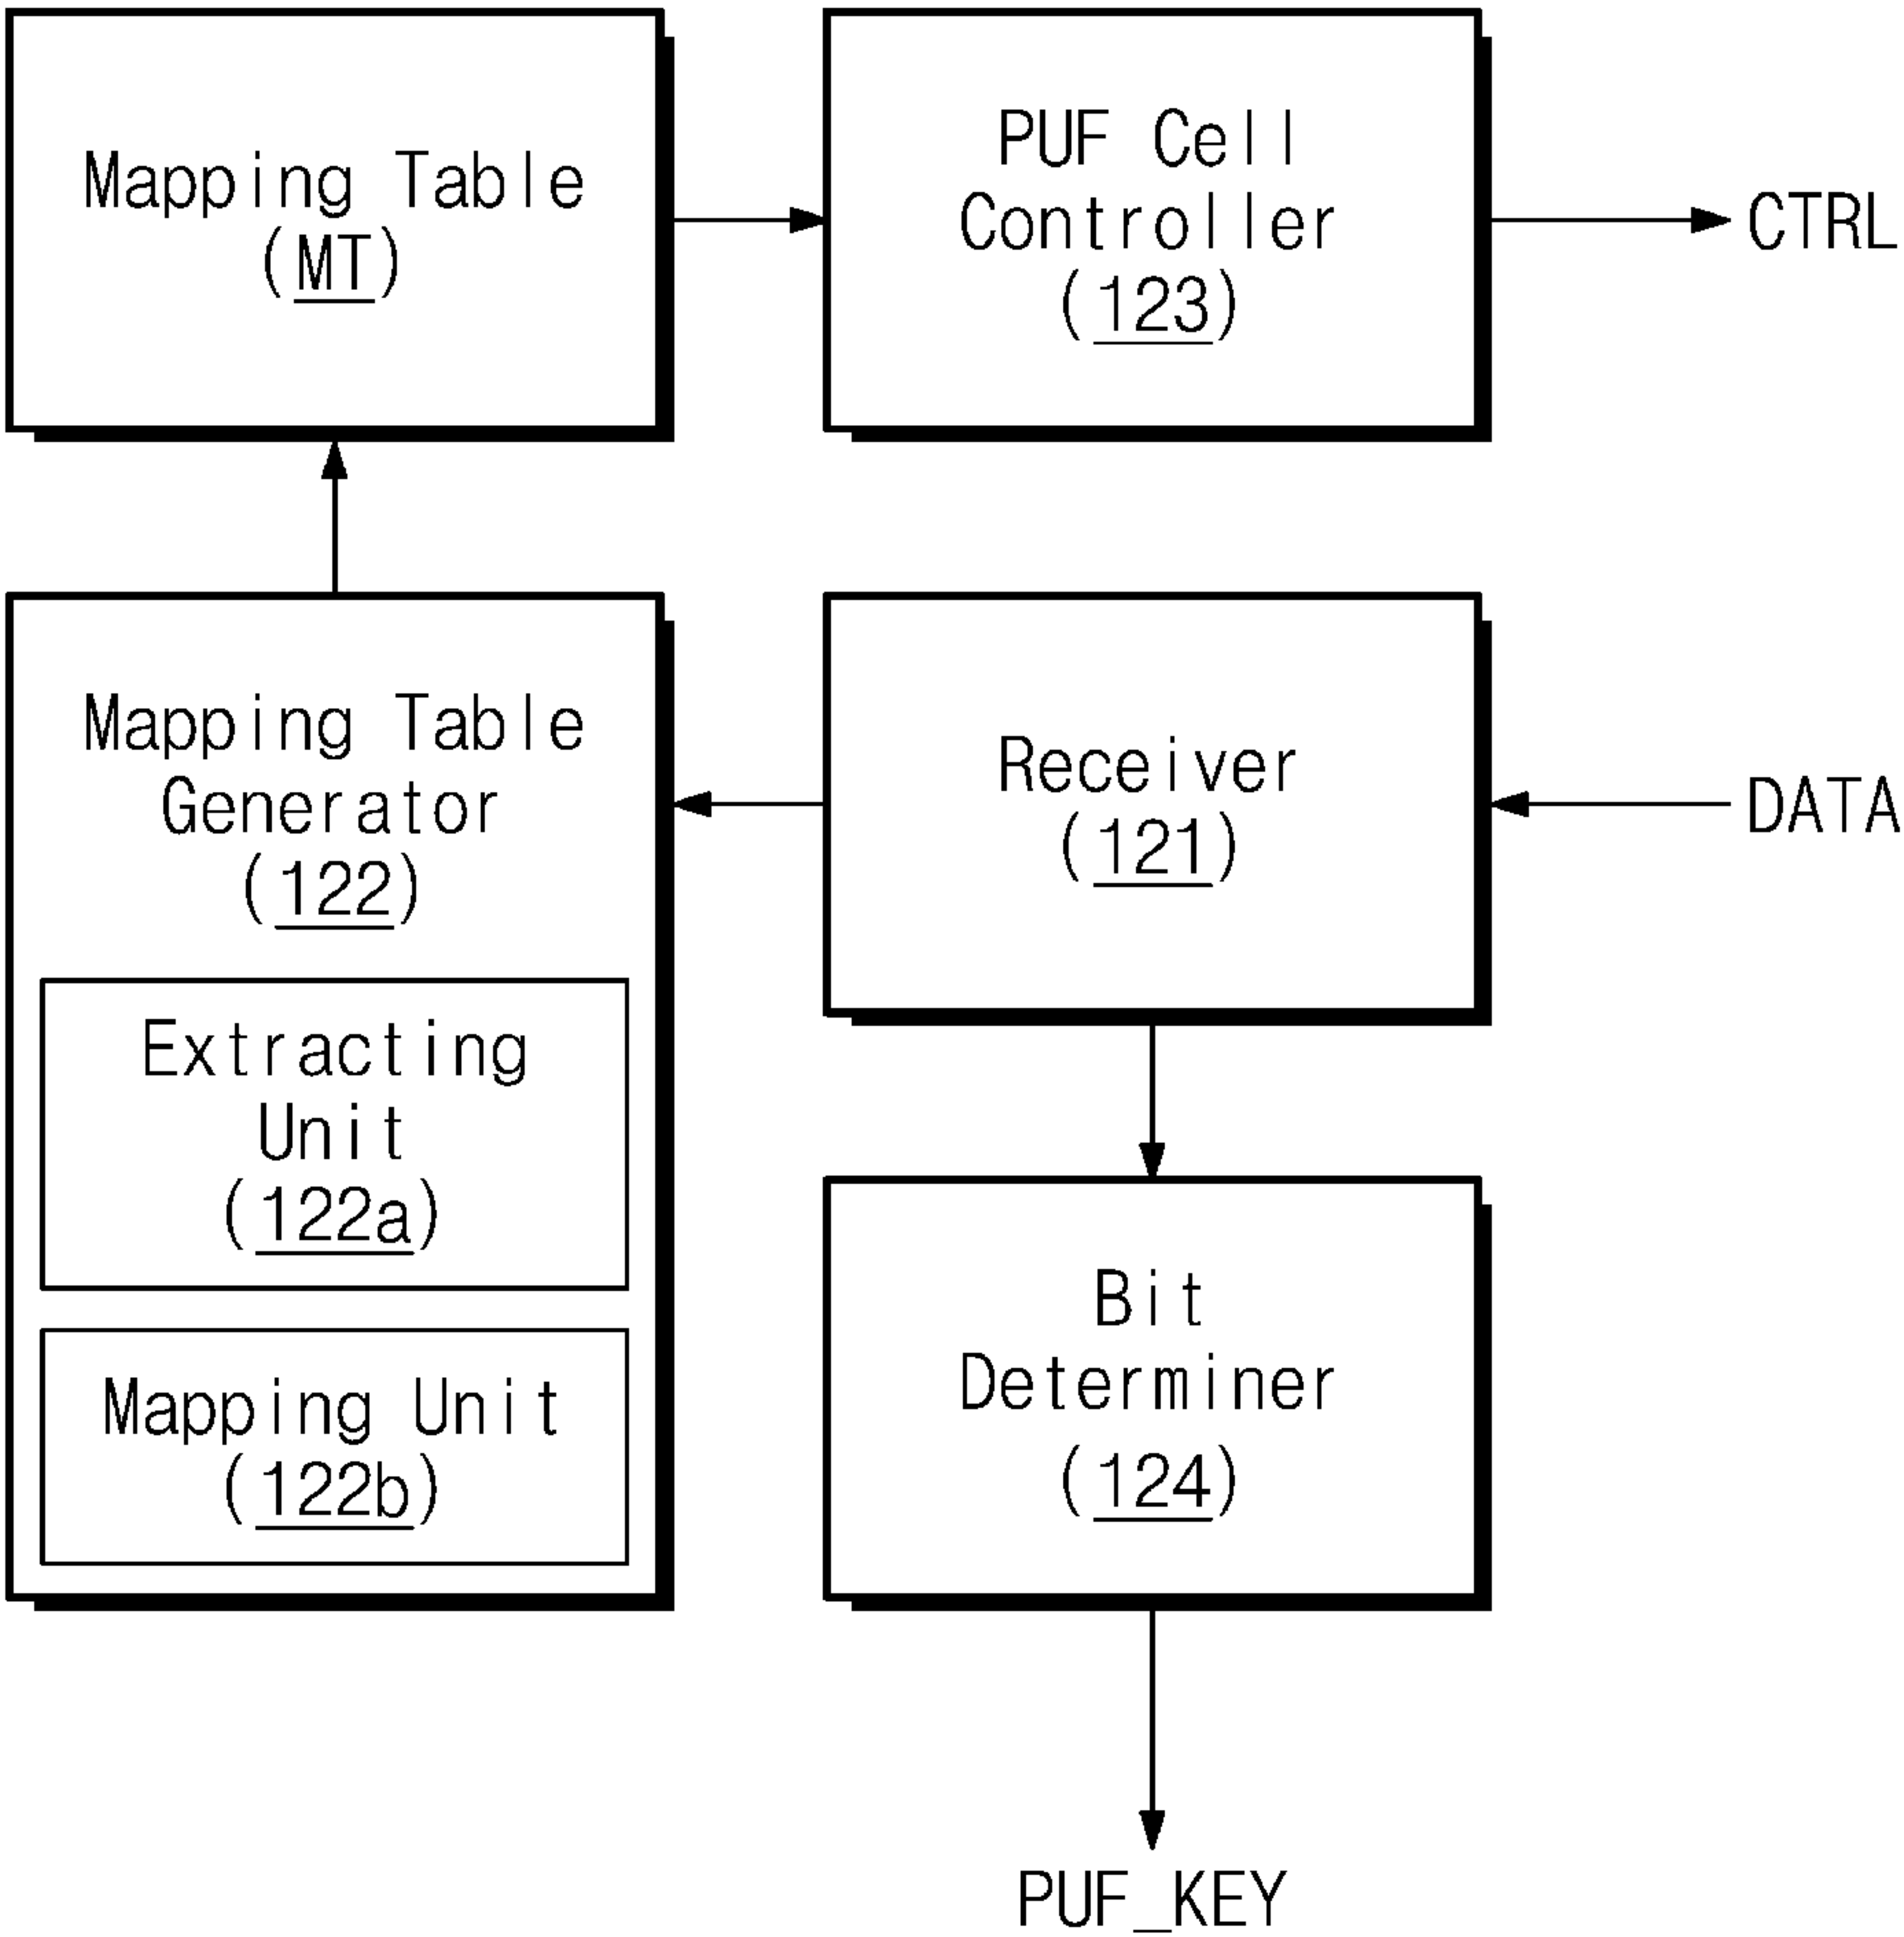 Mapping Table
(MT)
PUF Cell
Controller
(123)
CTRL
Mapping Table
Generator
(122)
Extracting
Unit
(122a)
Mapping Unit
(122b)
Receiver
(121)
DATA
Bit
Determiner
(124)
PUF_KEY